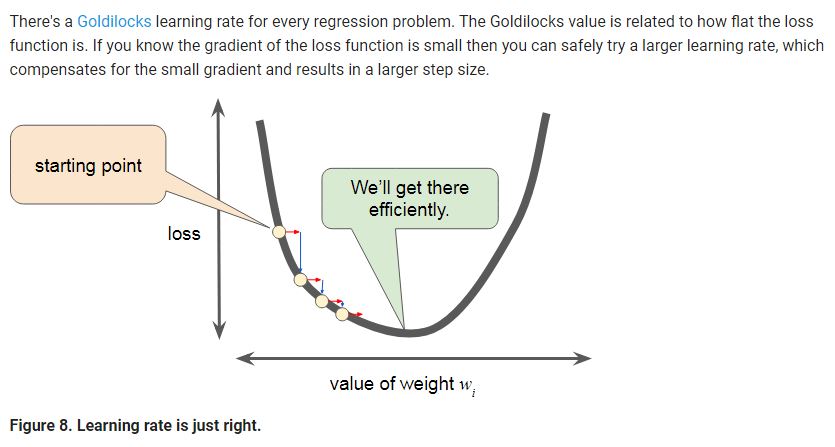 There's a Goldilocks learning rate for every regression problem. The Goldilocks value is related to how flat the loss
function is. If you know the gradient of the loss function is small then you can safely try a larger learning rate, which
compensates for the small gradient and results in a larger step size.
starting point
We'll get there
efficiently.
loss
value of weight wᵢ
Figure 8. Learning rate is just right.